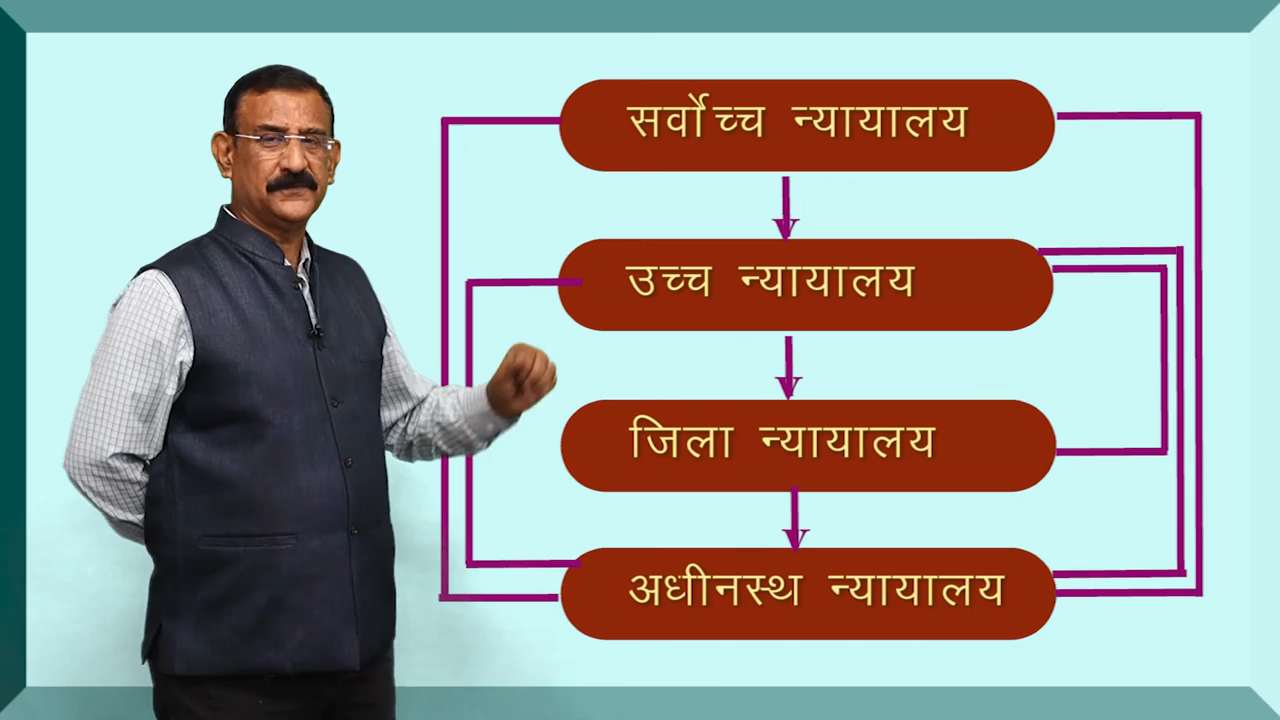 सर्वोच्च न्यायालय
उच्च न्यायालय
जिला न्यायालय
अधीनस्थ न्यायालय